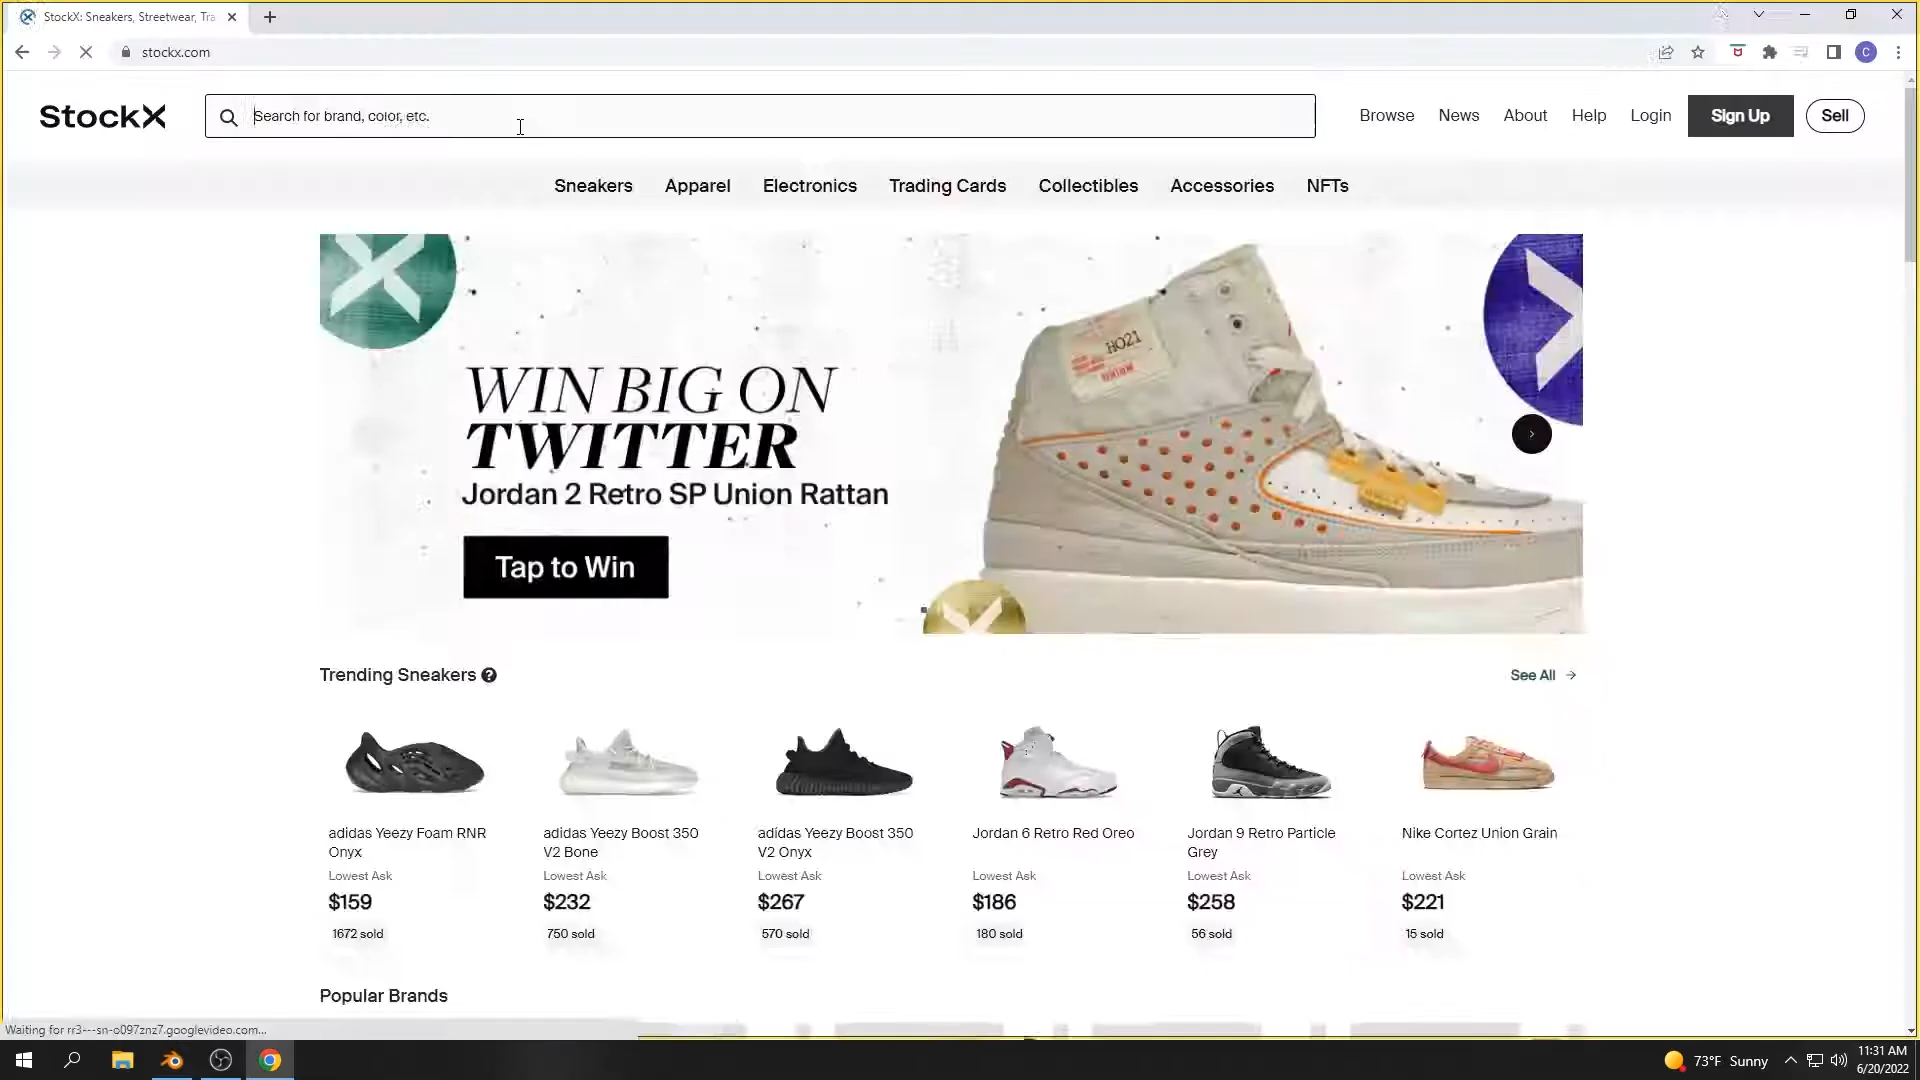 StockX: Sneakers, Streetwear, Tra
stockx.com
C
StockX
Search for brand, color, etc.
Browse News About Help Login Sign Up Sell
Sneakers Apparel Electronics Trading Cards Collectibles Accessories NFTs
HO21
WIN BIG ON
TWITTER
Jordan 2 Retro SP Union Rattan
Tap to Win
Trending Sneakers ?
See All →
adidas Yeezy Foam RNR
Onyx
Lowest Ask
$159
1672 sold
adidas Yeezy Boost 350
V2 Bone
Lowest Ask
$232
750 sold
adidas Yeezy Boost 350
V2 Onyx
Lowest Ask
$267
570 sold
Jordan 6 Retro Red Oreo
Lowest Ask
$186
180 sold
Jordan 9 Retro Particle
Grey
Lowest Ask
$258
56 sold
Nike Cortez Union Grain
Lowest Ask
$221
15 sold
Popular Brands
Waiting for rr3---sn-o097znz7.googlevideo.com...
73°F Sunny
11:31 AM
6/20/2022